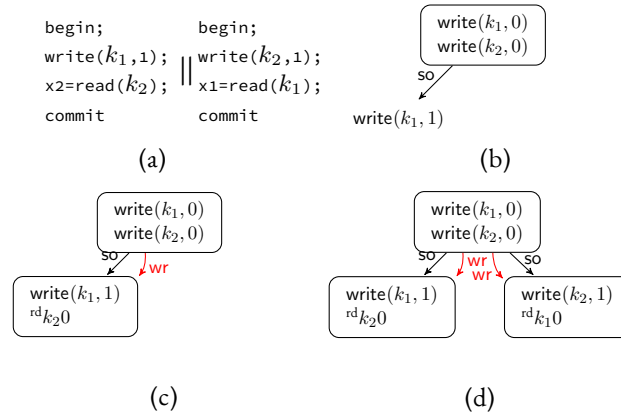 begin;
write(k₁,1);
x2=read(k₂);
commit
||
begin;
write(k₂,1);
x1=read(k₁);
commit
(a)
write(k₁, 0)
write(k₂, 0)
so
write(k₁, 1)
(b)
write(k₁, 0)
write(k₂, 0)
so
wr
write(k₁, 1)
ʳᵈk₂0
(c)
write(k₁, 0)
write(k₂, 0)
so
wr
wr
so
write(k₁, 1)
ʳᵈk₂0
write(k₂, 1)
ʳᵈk₁0
(d)